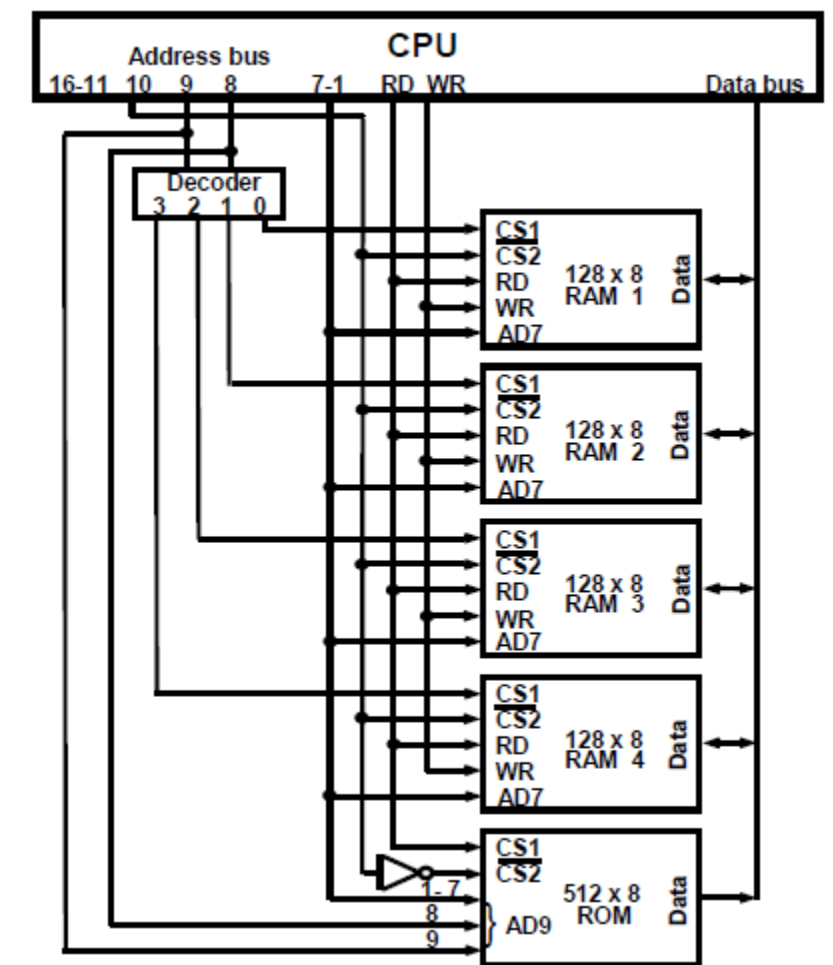 CPU
Address bus
16-11 10 9 8 7-1 RD WR Data bus
Decoder
3 2 1 0
CS1
CS2
RD
WR
AD7
128 x 8
RAM 1
Data
CS1
CS2
RD
WR
AD7
128 x 8
RAM 2
Data
CS1
CS2
RD
WR
AD7
128 x 8
RAM 3
Data
CS1
CS2
RD
WR
AD7
128 x 8
RAM 4
Data
CS1
CS2
1- 7
8
9
} AD9
512 x 8
ROM
Data